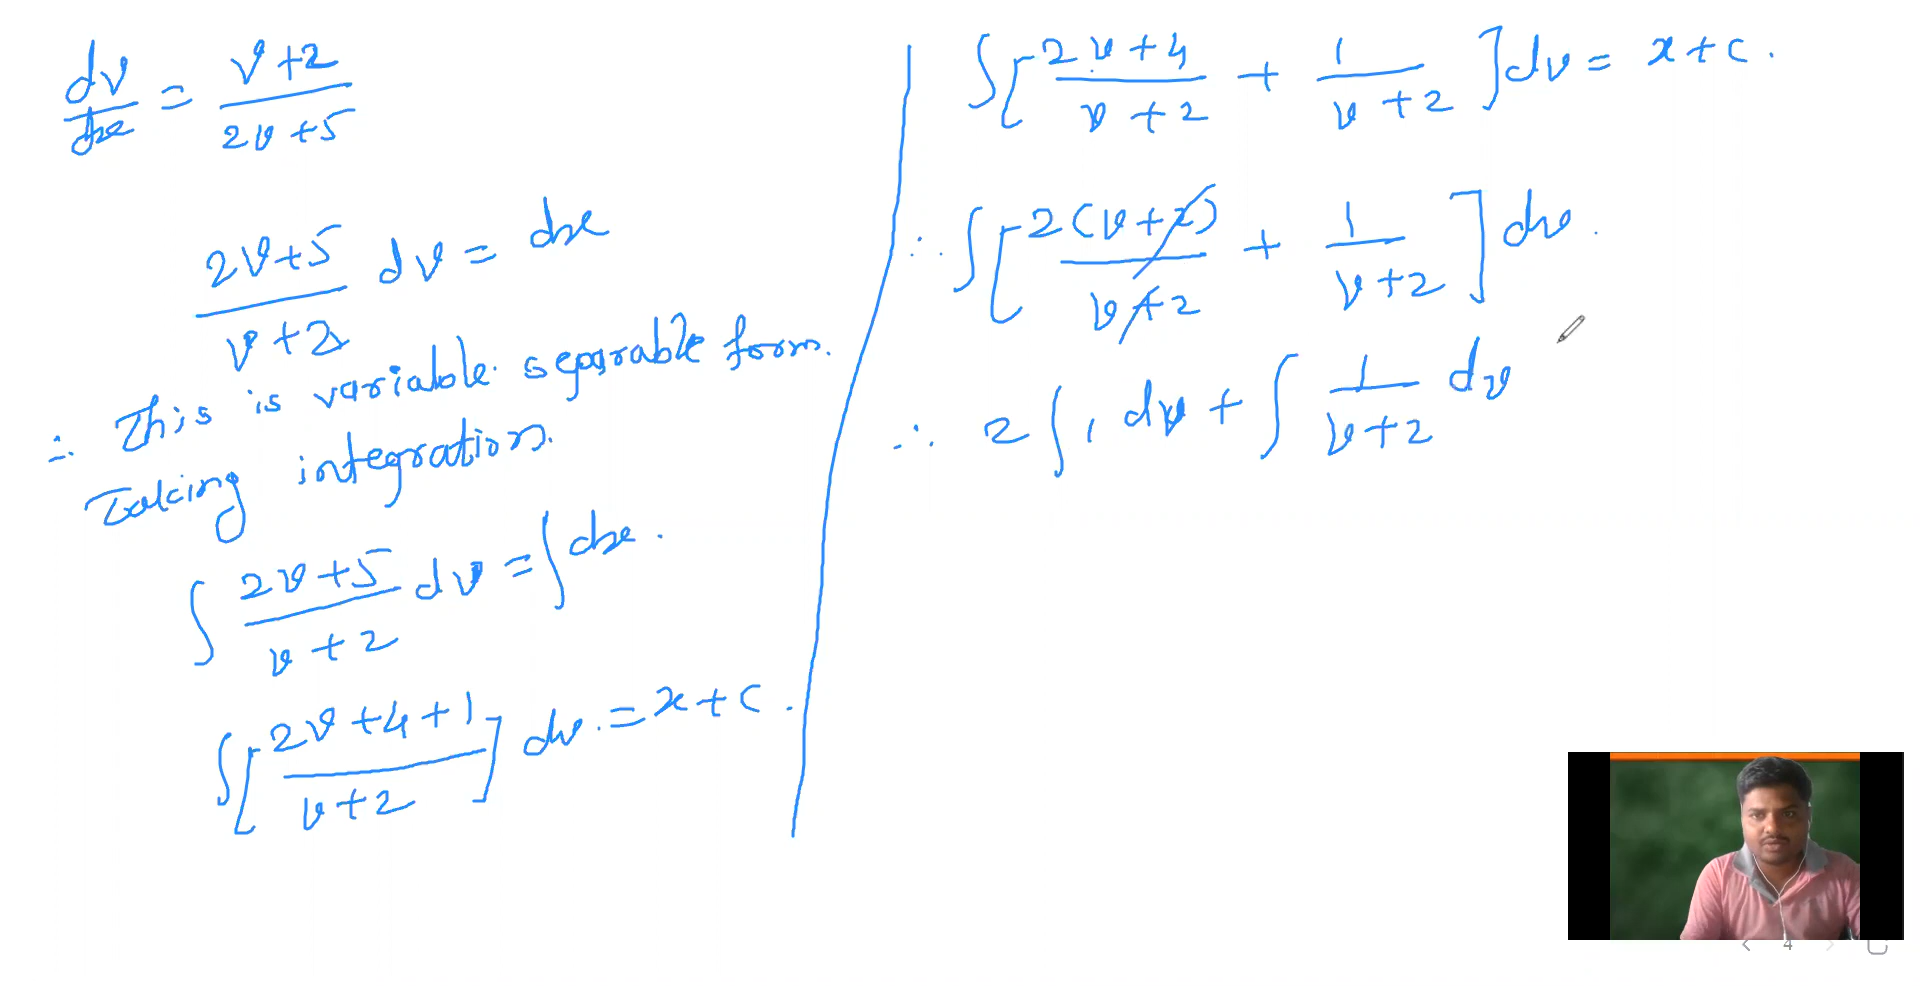 dv/dx = v+2/2v+5
2v+5/v+2 dv = dx
∴ This is variable separable form.
Taking integration.
∫ 2v+5/v+2 dv = ∫ dx.
∫ [2v+4+1/v+2] dv. = x+c.
∫ [2v+4/v+2 + 1/v+2] dv = x+c.
∴ ∫ [2(v+2)/v+2 + 1/v+2] dv.
∴ 2 ∫ 1 dv + ∫ 1/v+2 dv
4